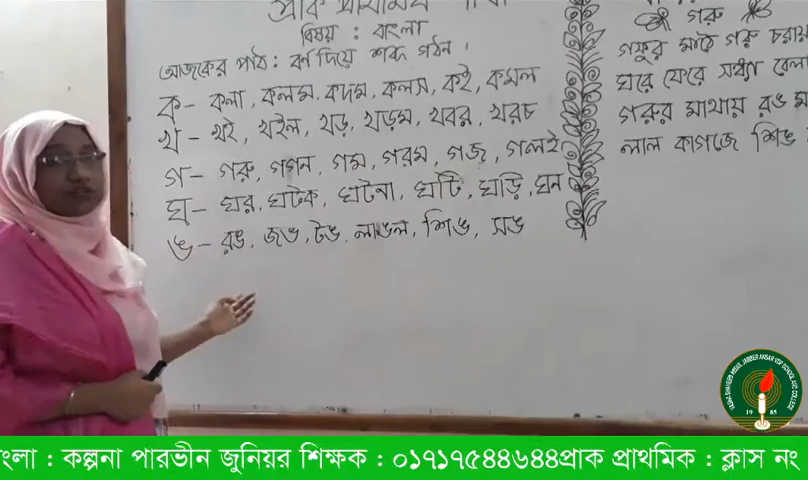 প্রাক প্রাথমিক শাখা
বিষয় : বাংলা
আজকের পাঠ : বর্ণ দিয়ে শব্দ গঠন ।
ক – কলা, কলম, কদম, কলস, কই, কমল
খ – খই, খইল, খড়, খড়ম, খবর, খরচ
গ – গরু, গগন, গম, গরম, গজ, গলই
ঘ – ঘর, ঘটক, ঘটনা, ঘটি, ঘড়ি, ঘন
ঙ – রঙ, জঙ, টঙ, লাঙল, শিঙ, সঙ
গরু
গফুর মাঠে গরু চরায়
ঘরে ফেরে সন্ধ্যা বেলা
গরুর মাথায় রঙ ম
লাল কাগজে শিঙ
1985
ংলা : কল্পনা পারভীন জুনিয়র শিক্ষক : ০১৭১৭৫৪৪৬৪৪প্রাক প্রাথমিক : ক্লাস নং